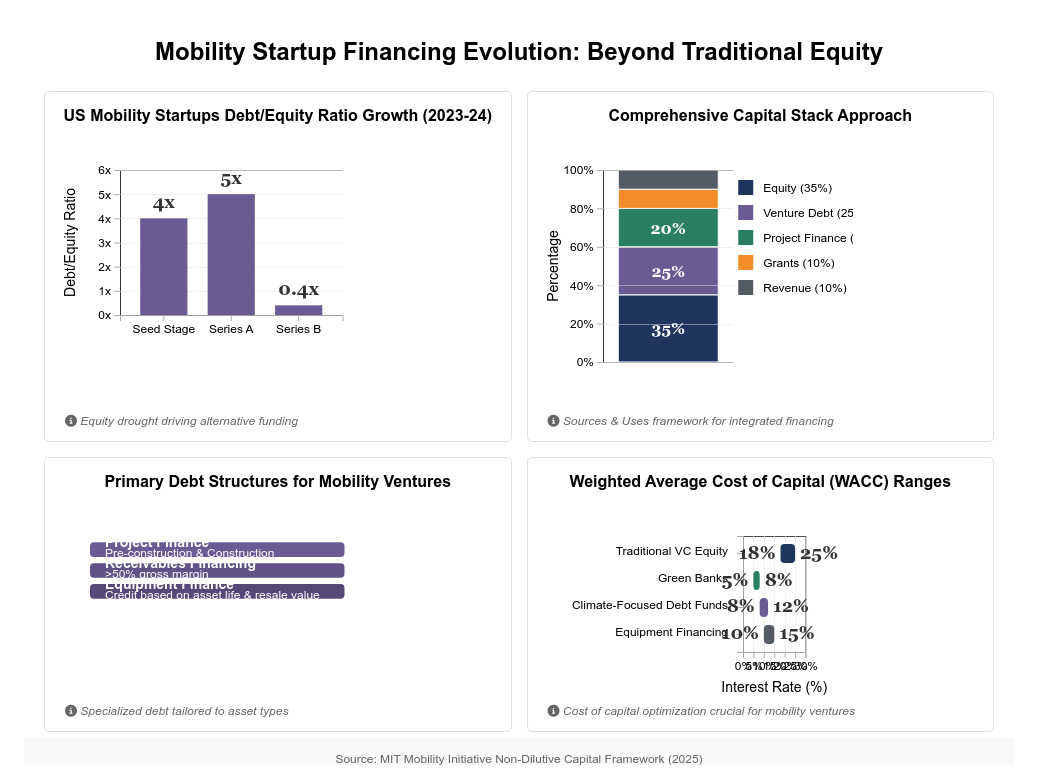 Mobility Startup Financing Evolution: Beyond Traditional Equity
US Mobility Startups Debt/Equity Ratio Growth (2023-24)
Debt/Equity Ratio
6x
5x
4x
3x
2x
1x
0x
4x
5x
0.4x
Seed Stage
Series A
Series B
Equity drought driving alternative funding
Comprehensive Capital Stack Approach
Percentage
100%
80%
60%
40%
20%
0%
20%
25%
35%
Equity (35%)
Venture Debt (25
Project Finance (
Grants (10%)
Revenue (10%)
Sources & Uses framework for integrated financing
Primary Debt Structures for Mobility Ventures
Project Finance
Pre-construction & Construction
Receivables Financing
>50% gross margin
Equipment Finance
Credit based on asset life & resale value
Specialized debt tailored to asset types
Weighted Average Cost of Capital (WACC) Ranges
Traditional VC Equity 18% 25%
Green Banks 5% 8%
Climate-Focused Debt Funds 8% 12%
Equipment Financing 10% 15%
0% 5% 10% 15% 20% 25% 30%
Interest Rate (%)
Cost of capital optimization crucial for mobility ventures
Source: MIT Mobility Initiative Non-Dilutive Capital Framework (2025)